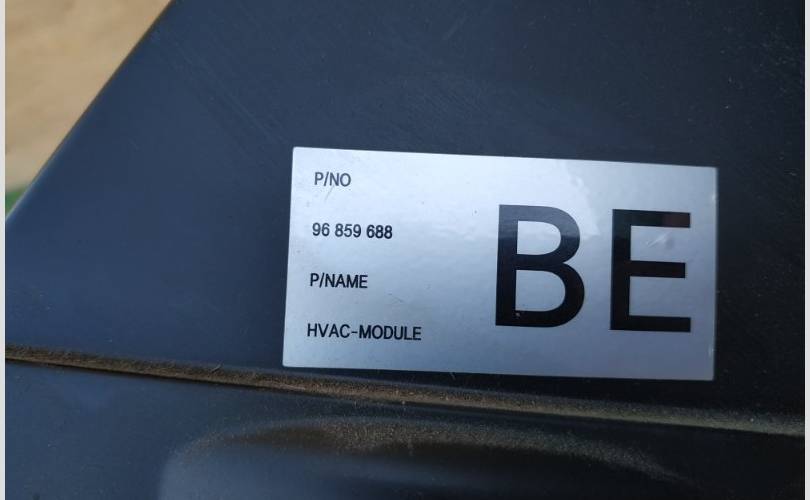 P/NO
96 859 688
P/NAME
HVAC-MODULE
BE